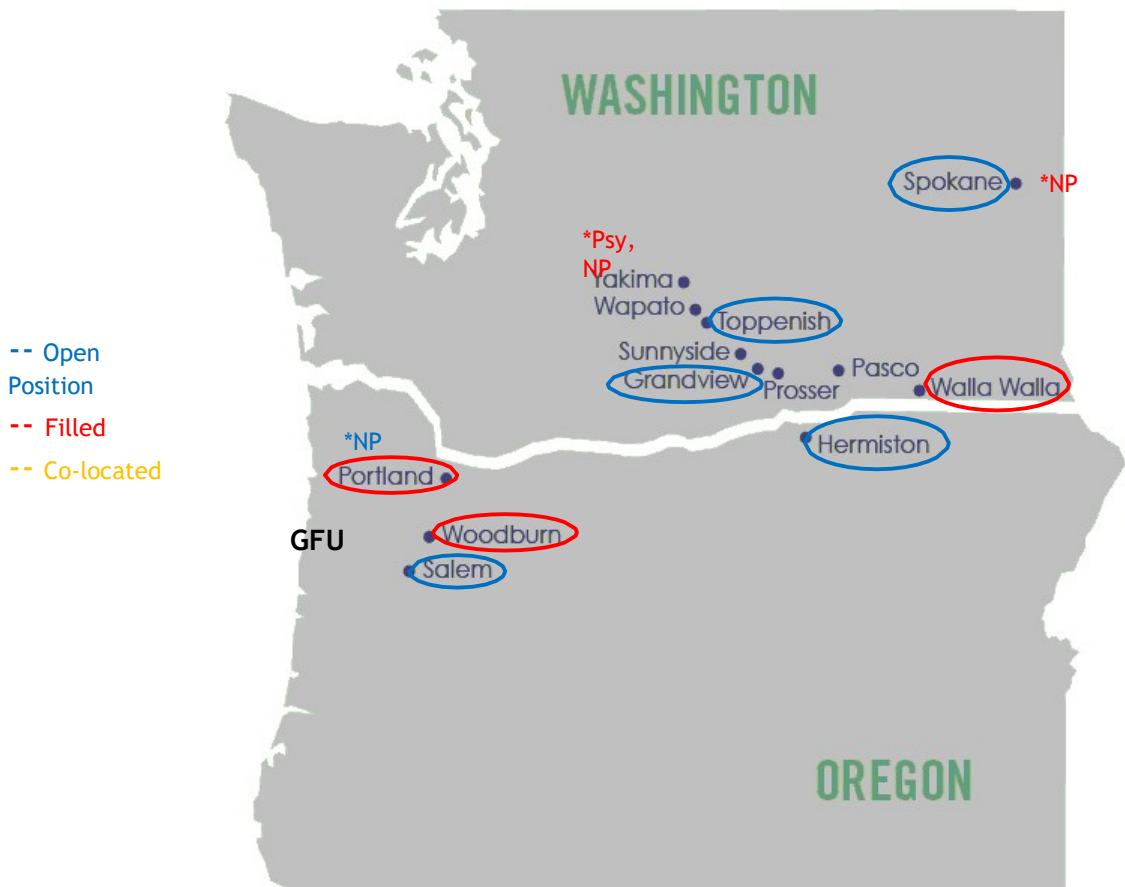 WASHINGTON
Spokane
*NP
*Psy,
NP
Yakima
Wapato
Toppenish
Sunnyside
Grandview
Prosser
Pasco
Walla Walla
-- Open
Position
-- Filled
-- Co-located
*NP
Portland
Hermiston
GFU
Woodburn
Salem
OREGON